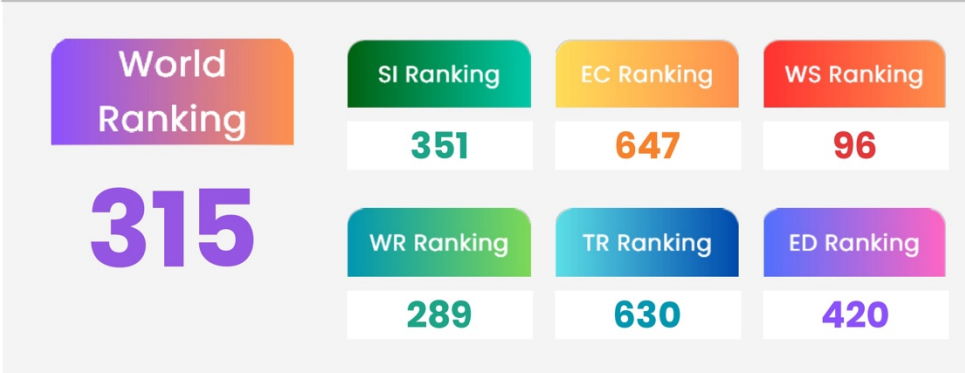 World
Ranking
315
SI Ranking
351
EC Ranking
647
WS Ranking
96
WR Ranking
289
TR Ranking
630
ED Ranking
420